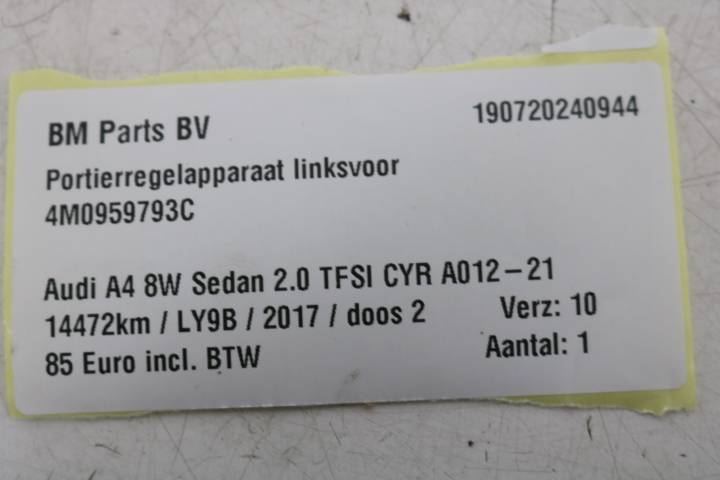 BM Parts BV 190720240944
Portierregelapparaat linksvoor
4M0959793C
Audi A4 8W Sedan 2.0 TFSI CYR A012-21
14472km / LY9B / 2017 / doos 2 Verz: 10
85 Euro incl. BTW Aantal: 1